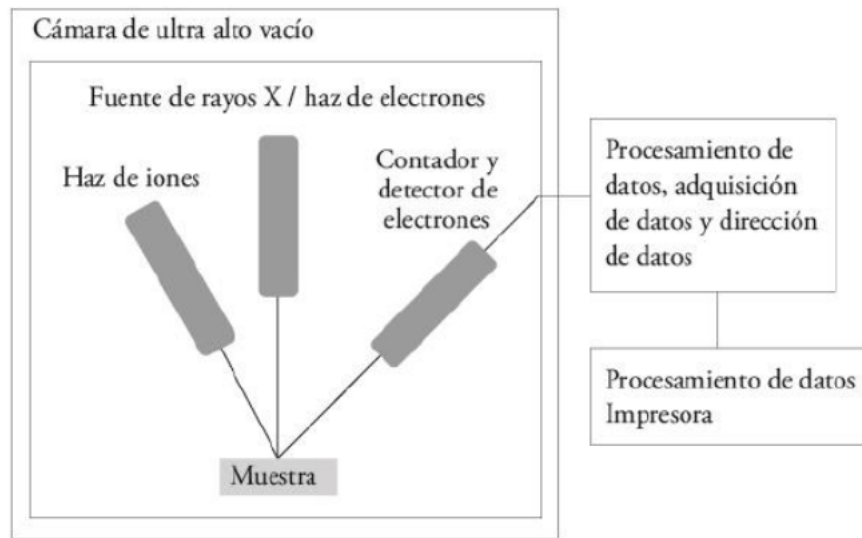 Cámara de ultra alto vacío
Fuente de rayos X / haz de electrones
Haz de iones
Contador y
detector de
electrones
Muestra
Procesamiento de
datos, adquisición
de datos y dirección
de datos
Procesamiento de datos
Impresora